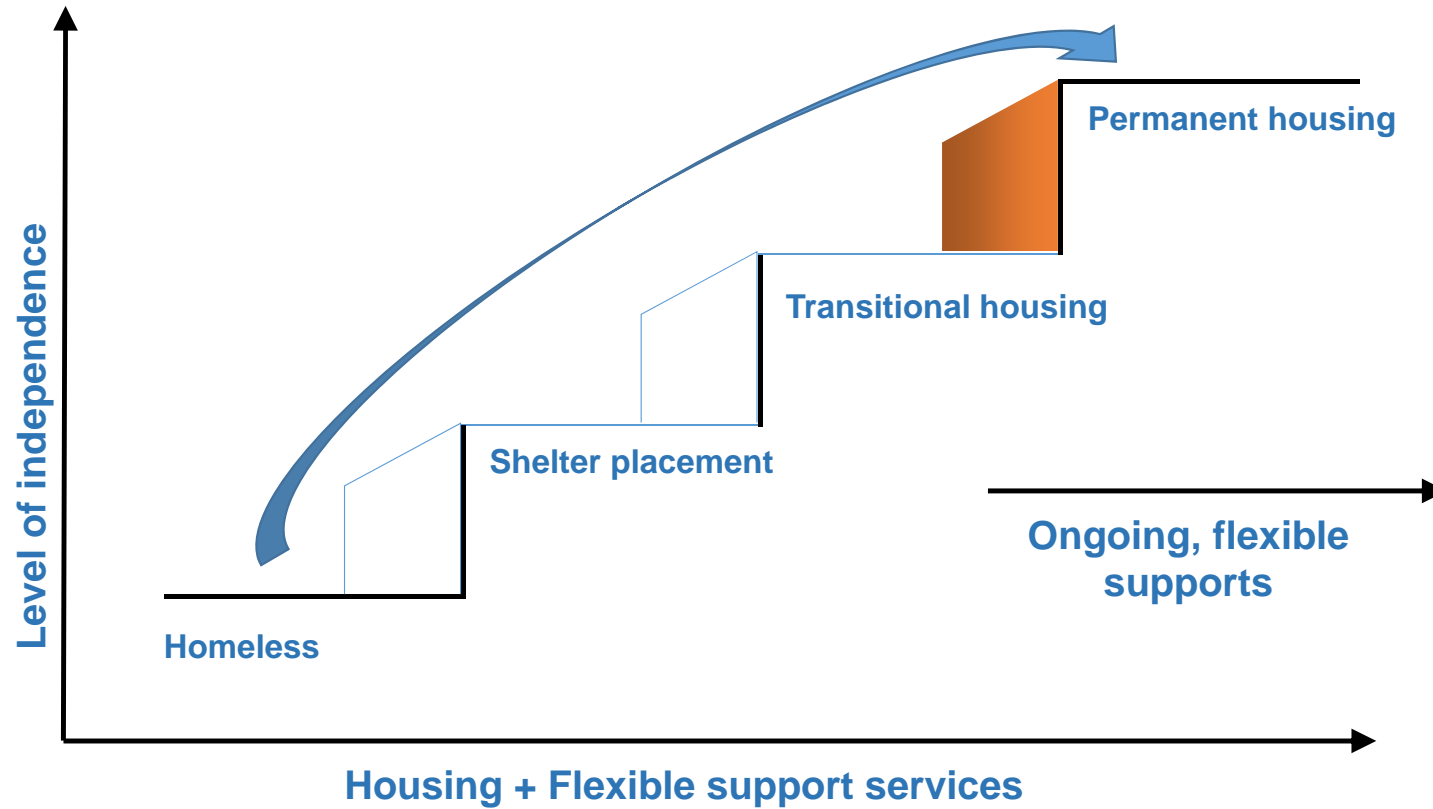 Level of independence
Permanent housing
Transitional housing
Shelter placement
Ongoing, flexible
supports
Homeless
Housing + Flexible support services